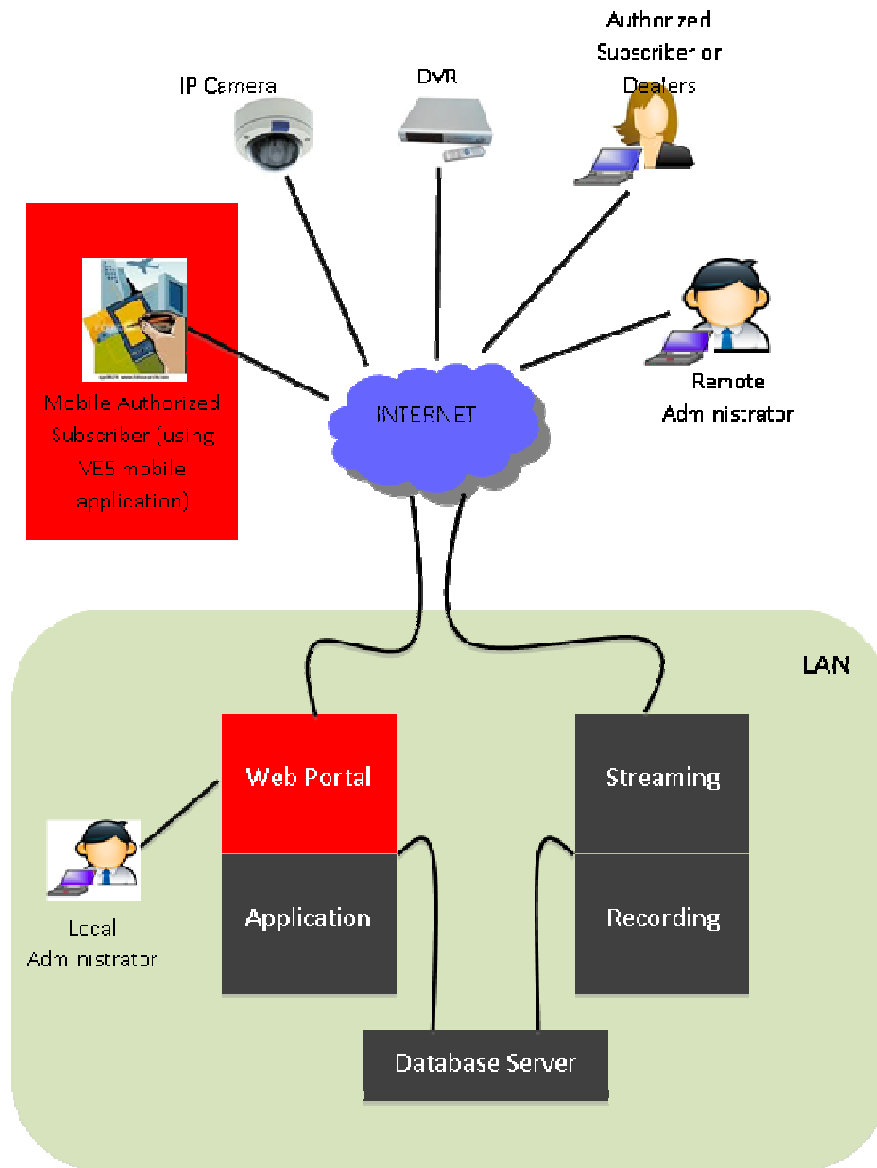 Authorized
Subscriber or
Dealers
DVR
IP Camera
Mobile Authorized
Subscriber (using
VES mobile
application)
INTERNET
Remote
Administrator
LAN
Web Portal
Streaming
Application
Recording
Local
Administrator
Database Server